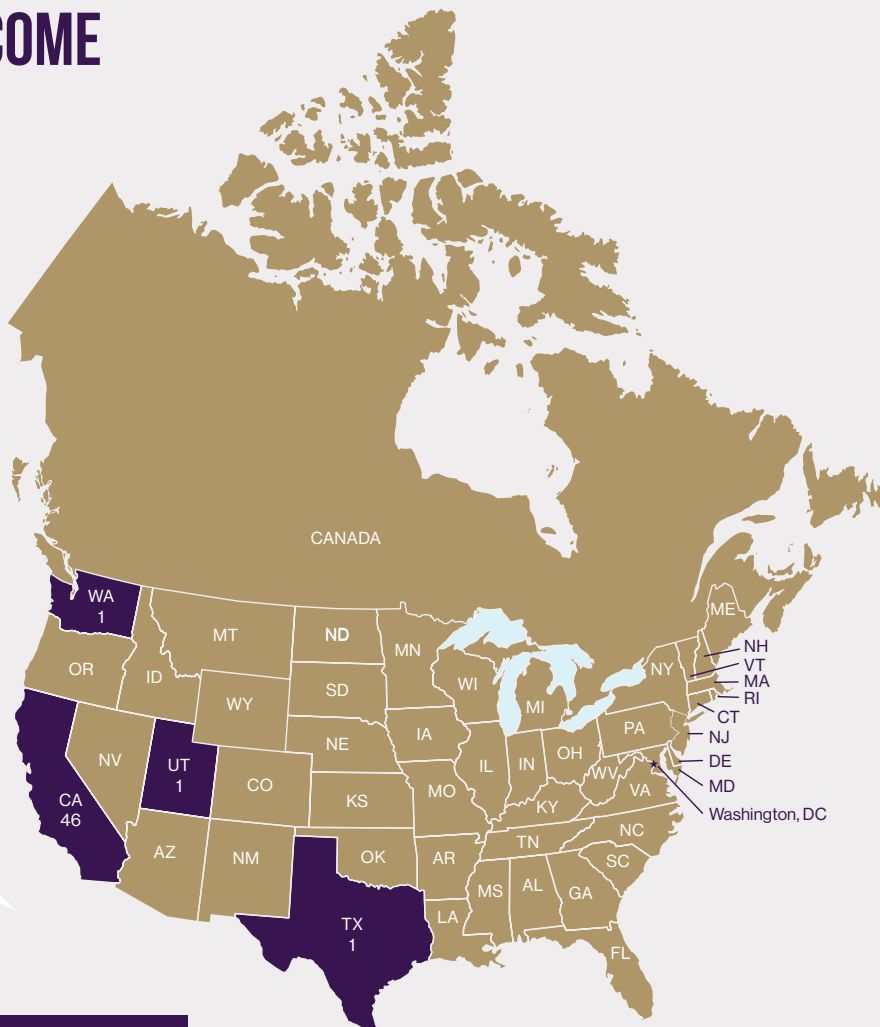 COME
CANADA
WA
1
MT
ND
MN
ME
OR
ID
SD
WI
NY
NH
VT
MA
RI
CT
WY
MI
NV
NE
IA
PA
NJ
UT
1
CO
IL
IN
OH
WV
DE
MD
VA
Washington, DC
CA
46
KS
MO
KY
AZ
NM
OK
AR
TN
NC
SC
MS
AL
GA
TX
1
LA
FL